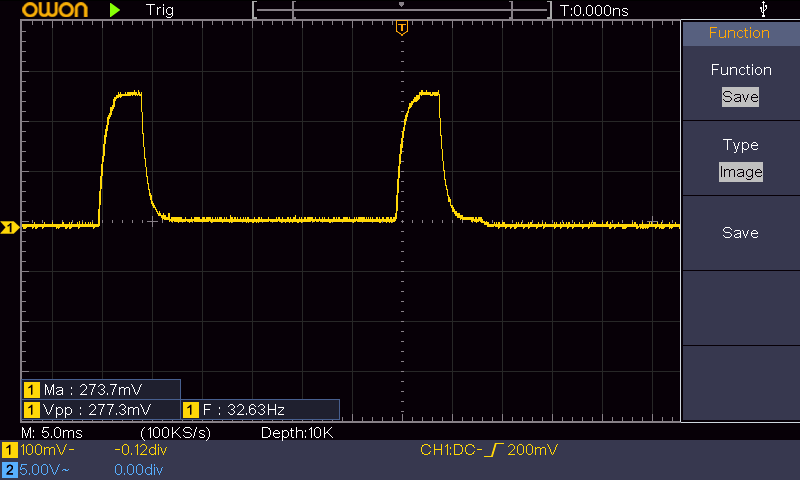 owon Trig T:0.000ns
T
Function
Function
Save
Type
Image
Save
1
1 Ma : 273.7mV
1 Vpp : 277.3mV 1 F : 32.63Hz
M: 5.0ms (100KS/s) Depth:10K
1 100mV- -0.12div CH1:DC- 200mV
2 5.00V~ 0.00div